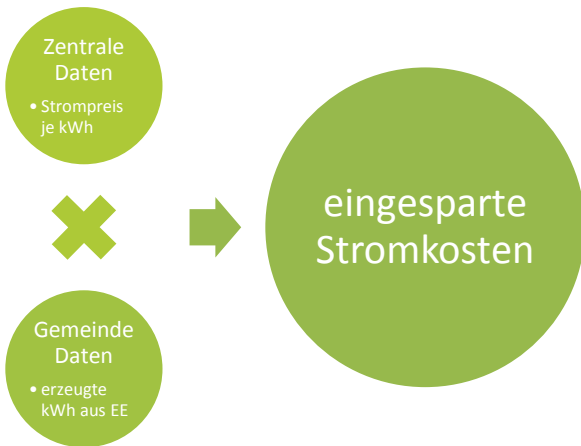 Zentrale
Daten
• Strompreis
je kWh
Gemeinde
Daten
• erzeugte
kWh aus EE
eingesparte
Stromkosten